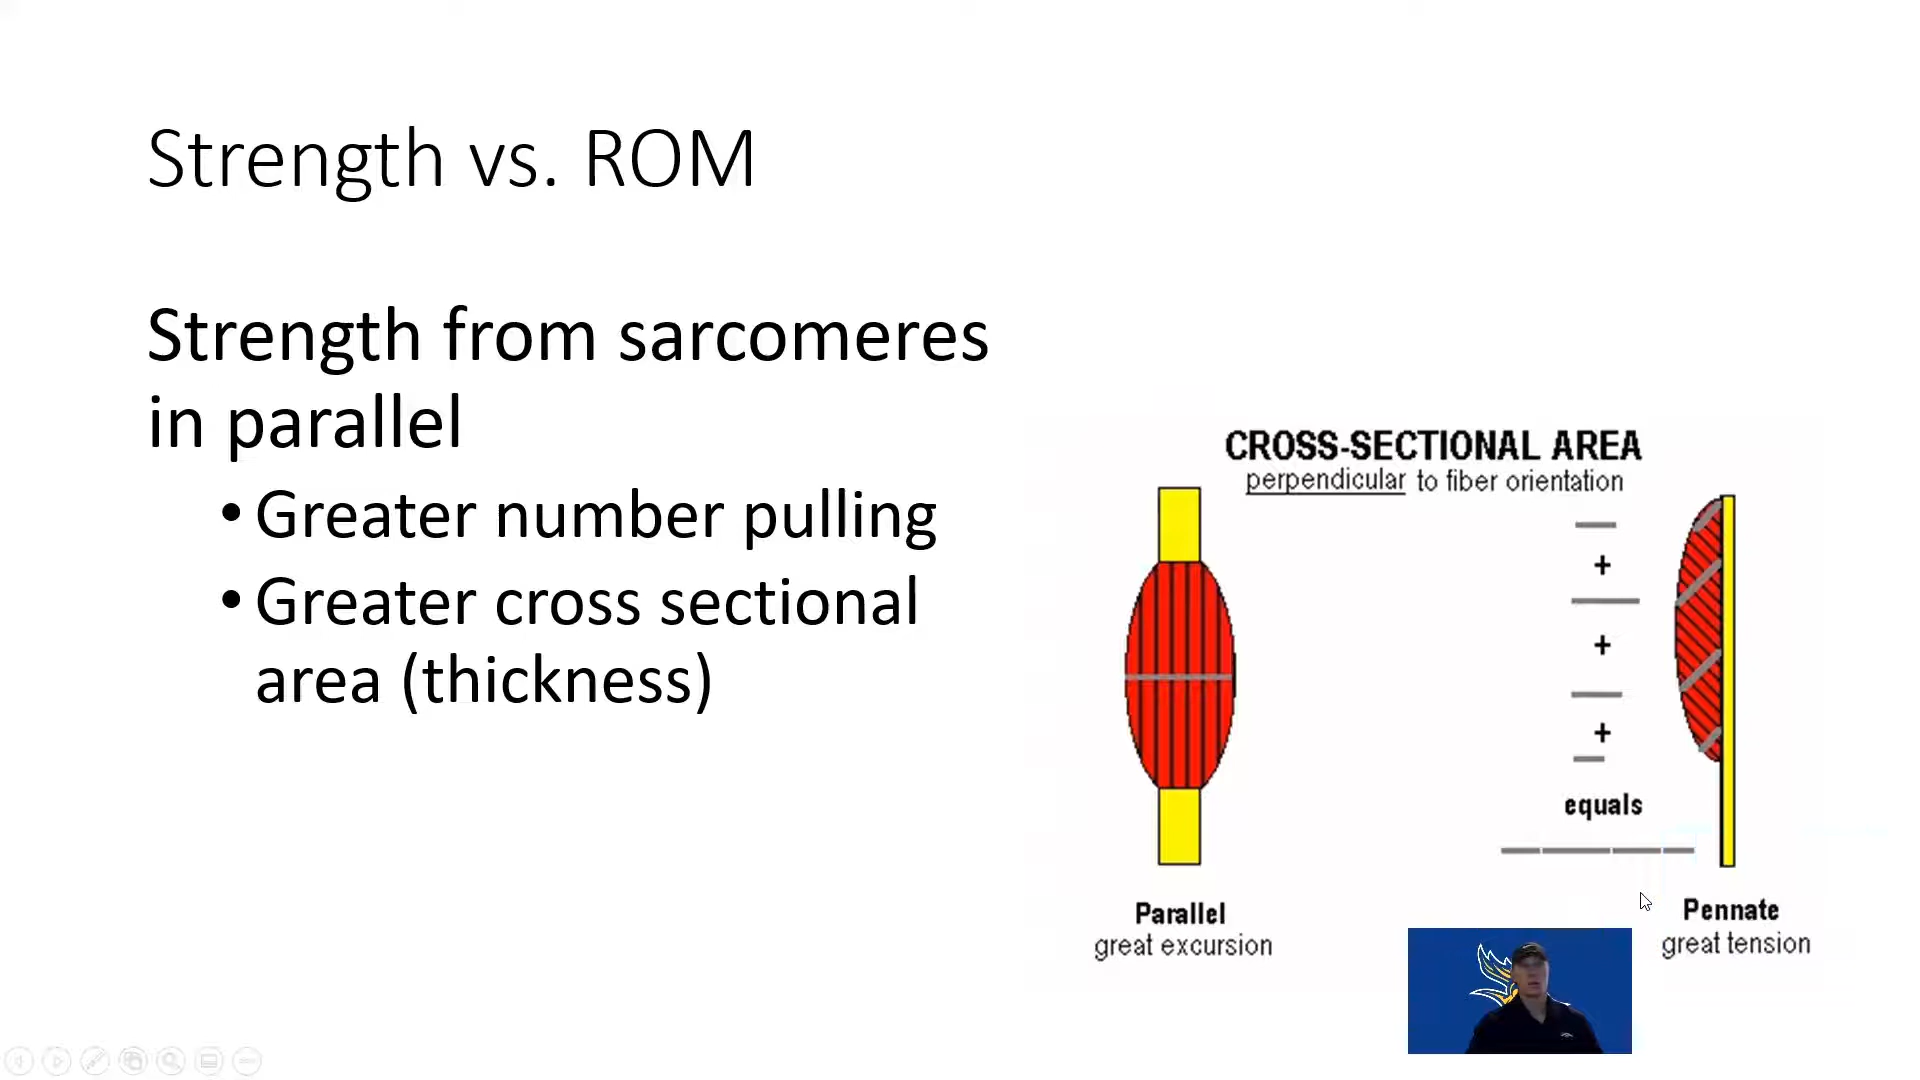 Strength vs. ROM
Strength from sarcomeres
in parallel
• Greater number pulling
• Greater cross sectional
area (thickness)
CROSS-SECTIONAL AREA
perpendicular to fiber orientation
+
+
+
equals
Parallel
great excursion
Pennate
great tension